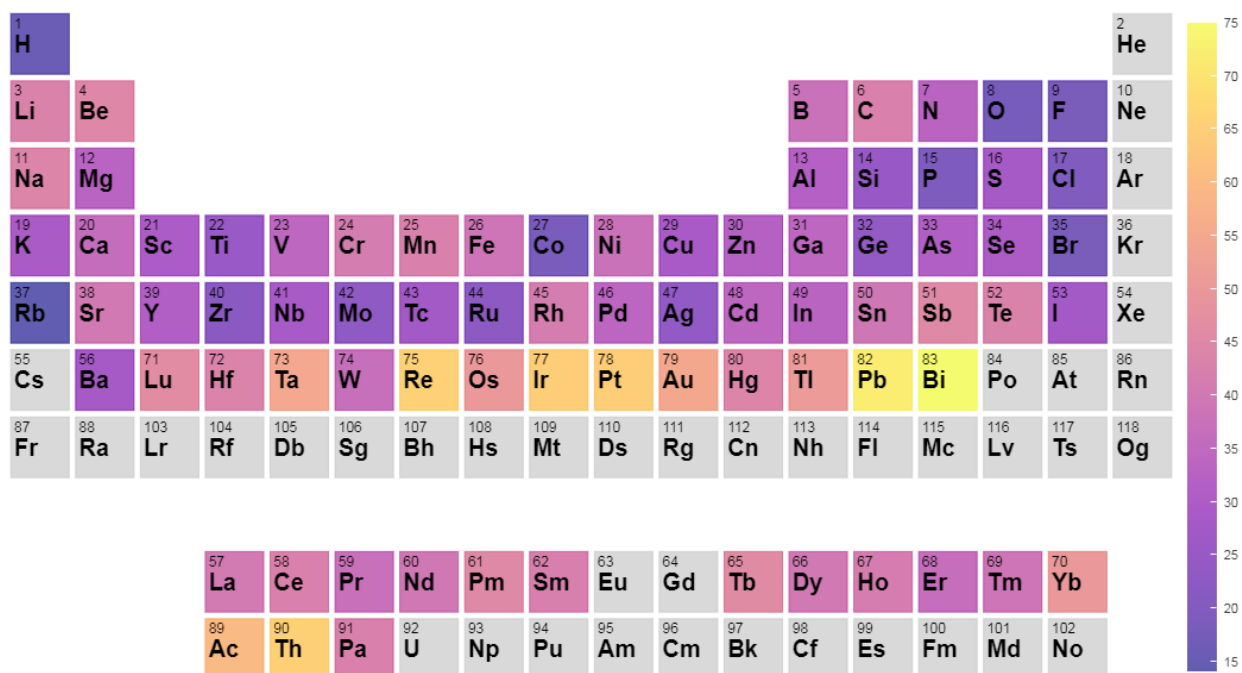 1 2
H He
3 4 5 6 7 8 9 10
Li Be B C N O F Ne
11 12 13 14 15 16 17 18
Na Mg Al Si P S Cl Ar
19 20 21 22 23 24 25 26 27 28 29 30 31 32 33 34 35 36
K Ca Sc Ti V Cr Mn Fe Co Ni Cu Zn Ga Ge As Se Br Kr
37 38 39 40 41 42 43 44 45 46 47 48 49 50 51 52 53 54
Rb Sr Y Zr Nb Mo Tc Ru Rh Pd Ag Cd In Sn Sb Te I Xe
55 56 71 72 73 74 75 76 77 78 79 80 81 82 83 84 85 86
Cs Ba Lu Hf Ta W Re Os Ir Pt Au Hg Tl Pb Bi Po At Rn
87 88 103 104 105 106 107 108 109 110 111 112 113 114 115 116 117 118
Fr Ra Lr Rf Db Sg Bh Hs Mt Ds Rg Cn Nh Fl Mc Lv Ts Og
57 58 59 60 61 62 63 64 65 66 67 68 69 70
La Ce Pr Nd Pm Sm Eu Gd Tb Dy Ho Er Tm Yb
89 90 91 92 93 94 95 96 97 98 99 100 101 102
Ac Th Pa U Np Pu Am Cm Bk Cf Es Fm Md No
75
70
65
60
55
50
45
40
35
30
25
20
15